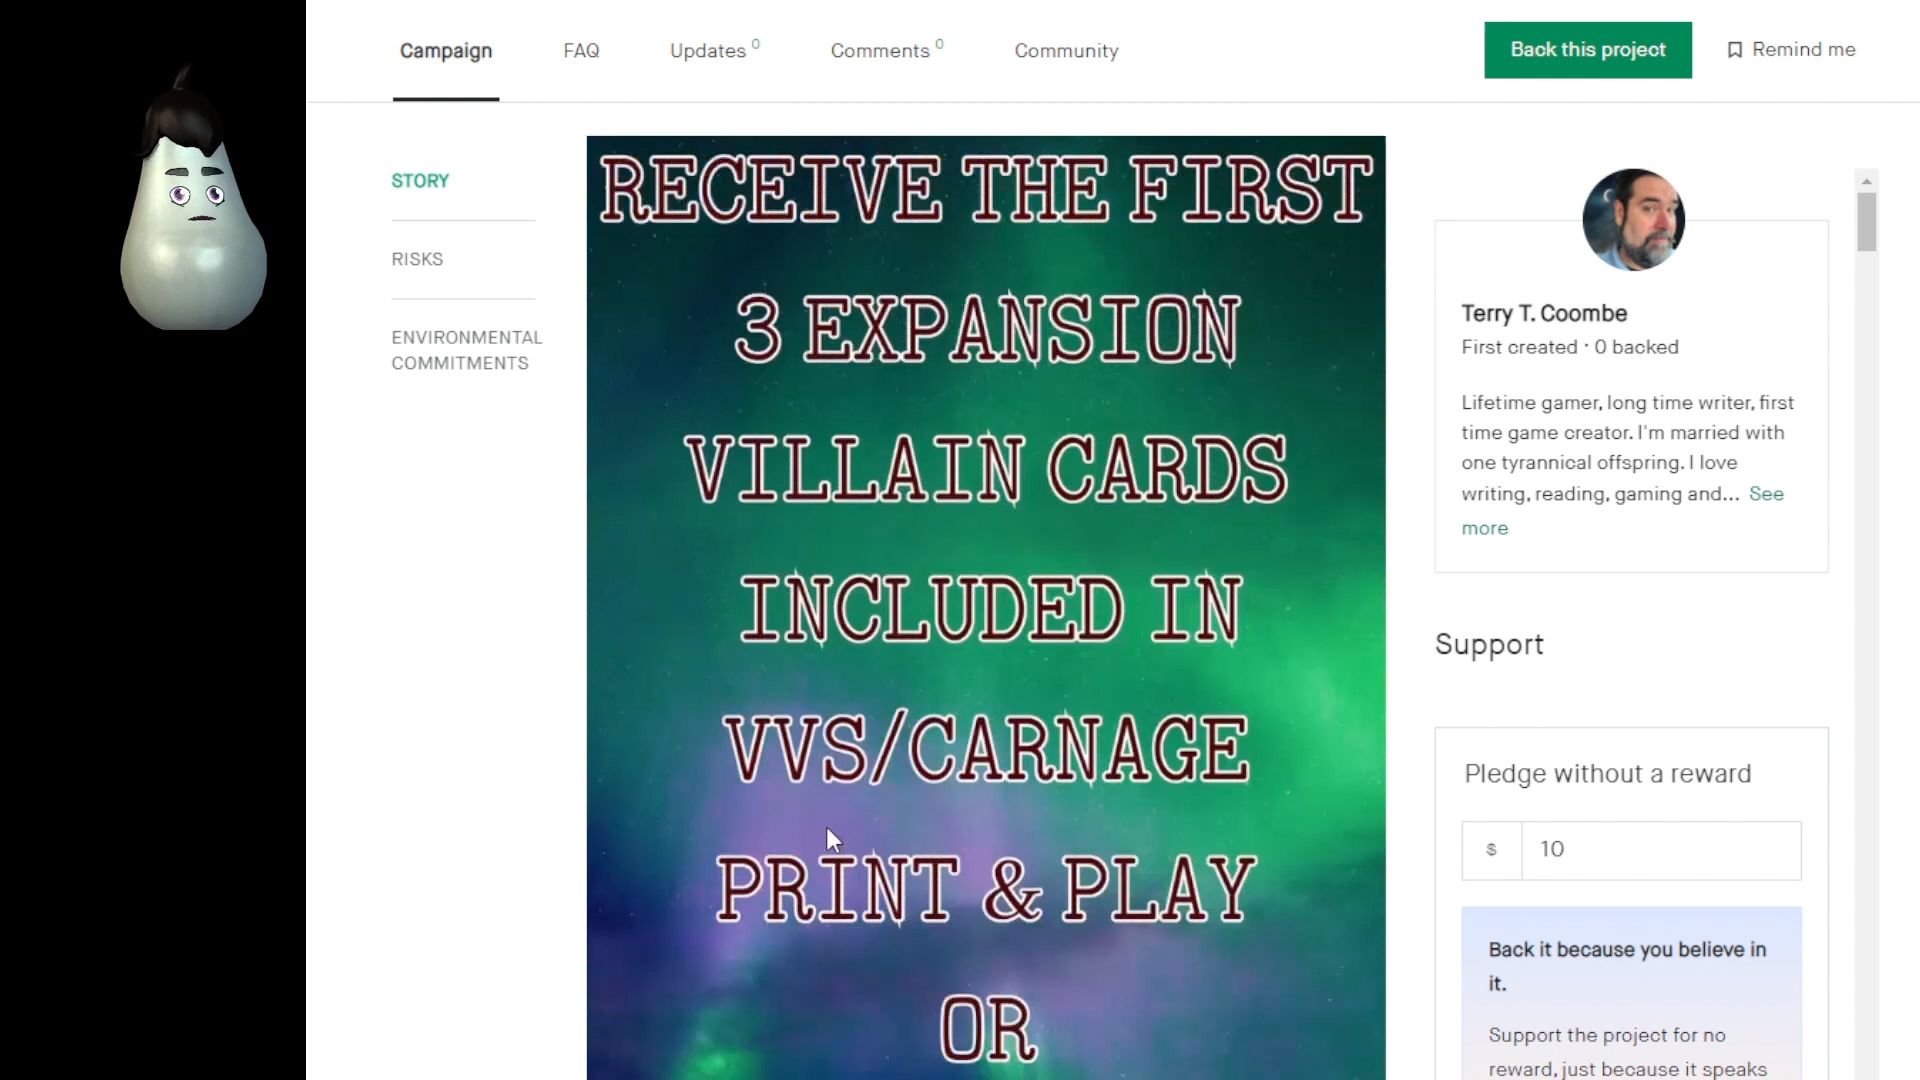 Campaign
FAQ
Updates 0
Comments 0
Community
Back this project
Remind me
STORY
RISKS
ENVIRONMENTAL
COMMITMENTS
RECEIVE THE FIRST
3 EXPANSION
VILLAIN CARDS
INCLUDED IN
VVS/CARNAGE
PRINT & PLAY
OR
Terry T. Coombe
First created · 0 backed
Lifetime gamer, long time writer, first
time game creator. I'm married with
one tyrannical offspring. I love
writing, reading, gaming and... See
more
Support
Pledge without a reward
$ 10
Back it because you believe in
it.
Support the project for no
reward, just because it speaks